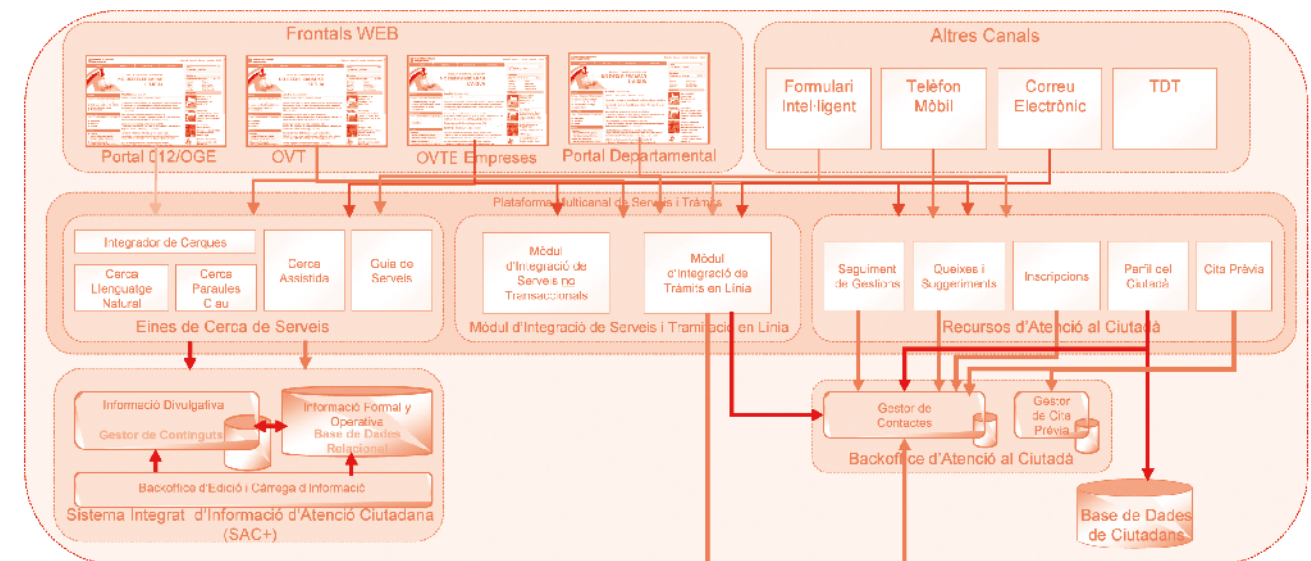 Frontals WEB
Altres Canals
Formulari
Intel·ligent
Telèfon
Mòbil
Correu
Electrònic
TDT
Portal 012/OGE
OVT
OVTE Empreses
Portal Departamental
Plataforma Multicanal de Serveis i Tràmits
Integrador de Cerques
Cerca
Llenguatge
Natural
Cerca
Paraules
Clau
Cerca
Assistida
Guia de
Serveis
Eines de Cerca de Serveis
Mòdul
d'Integració de
Serveis no
Transaccionals
Mòdul
d'Integració de
Tràmits en Línia
Mòdul d'Integració de Serveis i Tramitació en Línia
Seguiment
de Gestions
Queixes i
Suggeriments
Inscripcions
Perfil del
Ciutadà
Cita Prèvia
Recursos d'Atenció al Ciutadà
Informació Divulgativa
Gestor de Continguts
Informació Formal y
Operativa
Base de Dades
Relacional
Backoffice d'Edició i Càrrega d'Informació
Sistema Integrat d'Informació d'Atenció Ciutadana
(SAC+)
Gestor de
Contactes
Gestor
de Cita
Prèvia
Backoffice d'Atenció al Ciutadà
Base de Dades
de Ciutadans